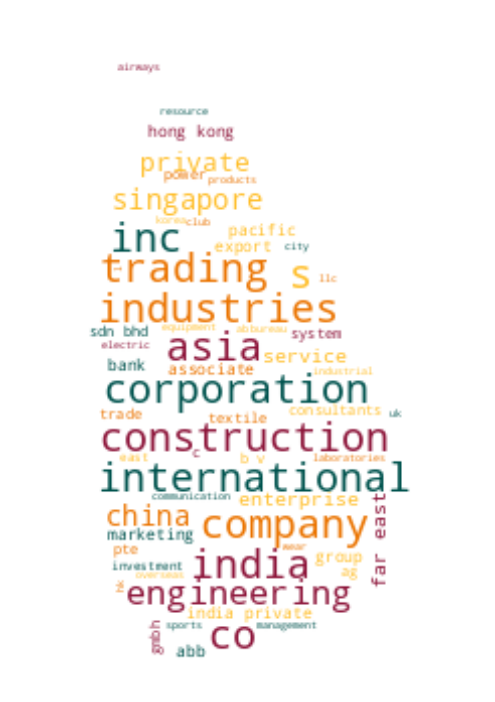 airways
resource
hong kong
private
power
products
singapore
korea club
pacific
inc
export city
trading
s llc
industries
equipment abbureau
sdn bhd system
electric asia
service
bank associate industrial
corporation
consultants uk
trade textile
construction
c
east b v laboratories
international
communication enterprise
china company
marketing far east
pte wear
india group
investment ag
overseas
hk engineering
india private
gmbh sports co management
abb